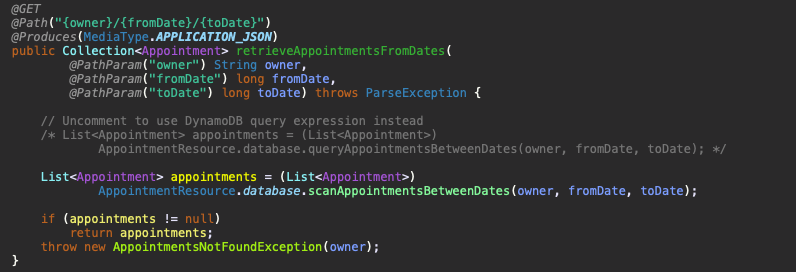 @GET
@Path("{owner}/{fromDate}/{toDate}")
@Produces(MediaType.APPLICATION_JSON)
public Collection<Appointment> retrieveAppointmentsFromDates(
        @PathParam("owner") String owner,
        @PathParam("fromDate") long fromDate,
        @PathParam("toDate") long toDate) throws ParseException {

    // Uncomment to use DynamoDB query expression instead
    /* List<Appointment> appointments = (List<Appointment>)
            AppointmentResource.database.queryAppointmentsBetweenDates(owner, fromDate, toDate); */

    List<Appointment> appointments = (List<Appointment>)
            AppointmentResource.database.scanAppointmentsBetweenDates(owner, fromDate, toDate);

    if (appointments != null)
        return appointments;
    throw new AppointmentsNotFoundException(owner);
}